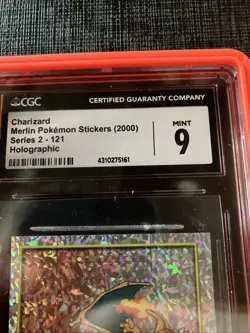 CGC
CERTIFIED GUARANTY COMPANY
Charizard
Merlin Pokémon Stickers (2000)
Series 2 - 121
Holographic
4310275161
MINT
9